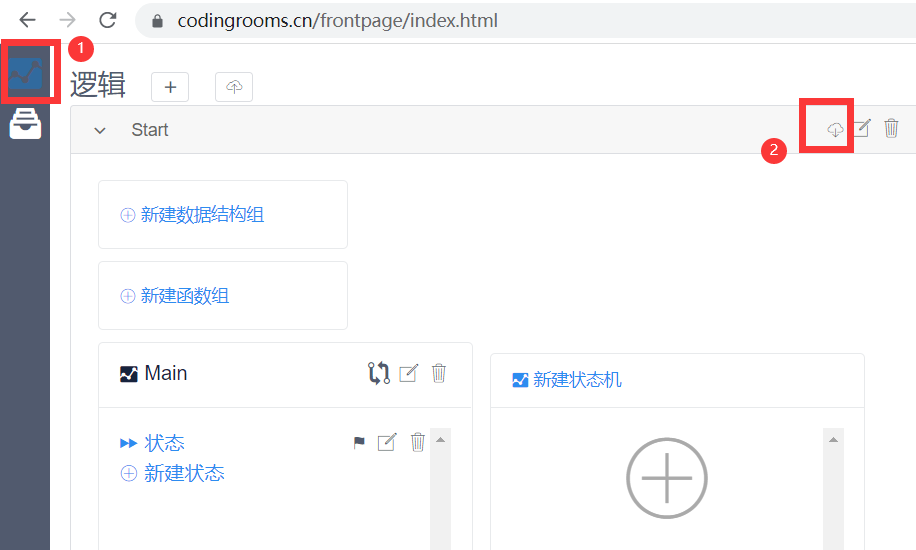 codingrooms.cn/frontpage/index.html
1
逻辑
Start
2
新建数据结构组
新建函数组
Main
新建状态机
状态
新建状态